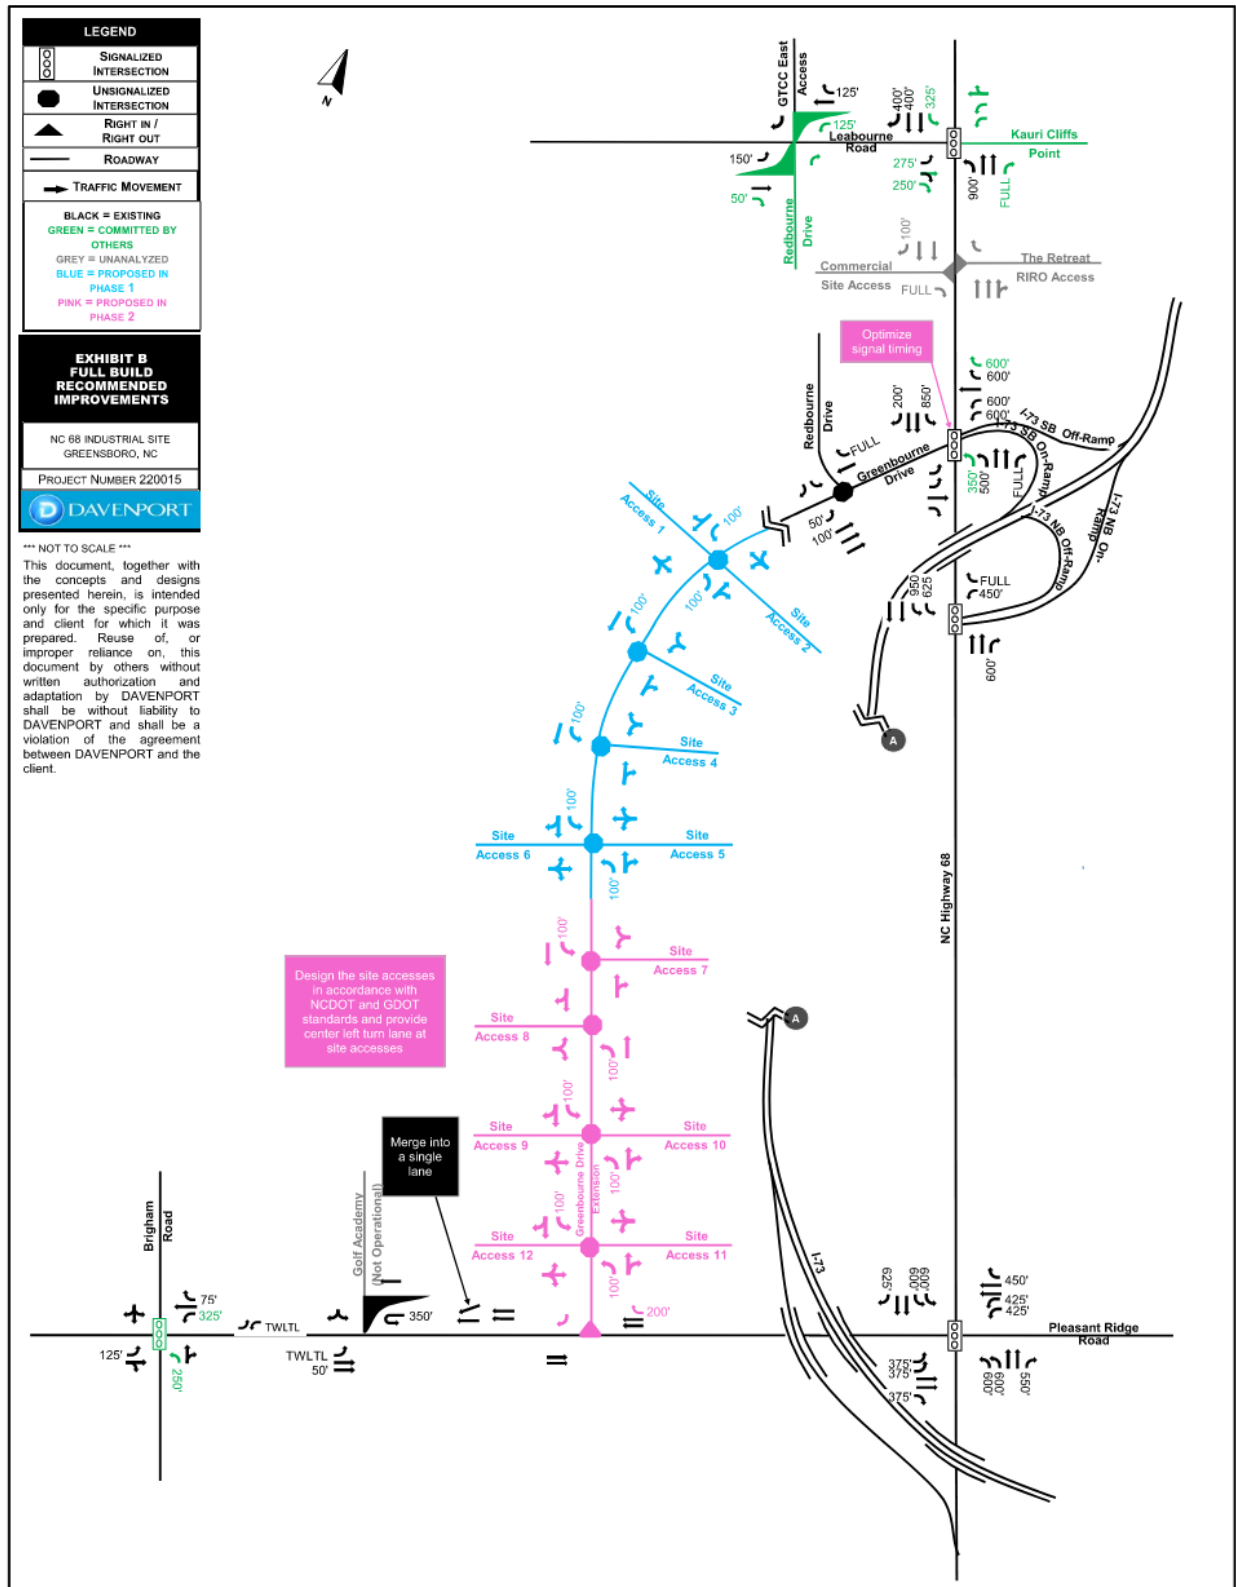 LEGEND
SIGNALIZED
INTERSECTION
UNSIGNALIZED
INTERSECTION
RIGHT IN /
RIGHT OUT
ROADWAY
TRAFFIC MOVEMENT
BLACK = EXISTING
GREEN = COMMITTED BY
OTHERS
GREY = UNANALYZED
BLUE = PROPOSED IN
PHASE 1
PINK = PROPOSED IN
PHASE 2
EXHIBIT B
FULL BUILD
RECOMMENDED
IMPROVEMENTS
NC 68 INDUSTRIAL SITE
GREENSBORO, NC
PROJECT NUMBER 220015
D DAVENPORT
*** NOT TO SCALE ***
This document, together with
the concepts and designs
presented herein, is intended
only for the specific purpose
and client for which it was
prepared. Reuse of, or
improper reliance on, this
document by others without
written authorization and
adaptation by DAVENPORT
shall be without liability to
DAVENPORT and shall be a
violation of the agreement
between DAVENPORT and the
client.
N
GTCC East
Access
125'
125'
150'
50'
Redbourne
Drive
Leabourne
Road
400'
400'
325'
275'
250'
900'
FULL
Kauri Cliffs
Point
100'
Commercial
Site Access
FULL
The Retreat
RIRO Access
Optimize
signal timing
600'
600'
600'
600'
200'
850'
Redbourne
Drive
FULL
Greenbourne
Drive
50'
100'
350'
500'
FULL
I-73 SB Off-Ramp
I-73 SB On-Ramp
I-73 NB Off-Ramp
I-73 NB On-
Ramp
950
625
FULL
450'
600'
A
Site
Access 1
100'
100'
Site
Access 2
100'
Site
Access 3
100'
Site
Access 4
100'
Site
Access 6
Site
Access 5
100'
NC Highway 68
100'
Site
Access 7
Design the site accesses
in accordance with
NCDOT and GDOT
standards and provide
center left turn lane at
site accesses
Site
Access 8
100'
A
100'
Site
Access 9
Site
Access 10
100'
Greenbourne Drive
Extension
Merge into
a single
lane
100'
Site
Access 12
Site
Access 11
100'
200'
Brigham
Road
75'
325'
125'
250'
TWLTL
Golf Academy
(Not Operational)
350'
TWLTL
50'
I-73
625'
600'
600'
450'
425'
425'
Pleasant Ridge
Road
375'
375'
375'
600'
600'
550'